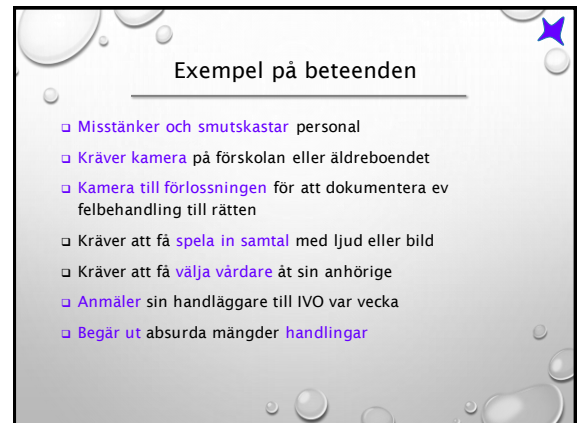 Exempel på beteenden
Misstänker och smutskastar personal
Kräver kamera på förskolan eller äldreboendet
Kamera till förlossningen för att dokumentera ev
felbehandling till rätten
Kräver att få spela in samtal med ljud eller bild
Kräver att få välja vårdare åt sin anhörige
Anmäler sin handläggare till IVO var vecka
Begär ut absurda mängder handlingar